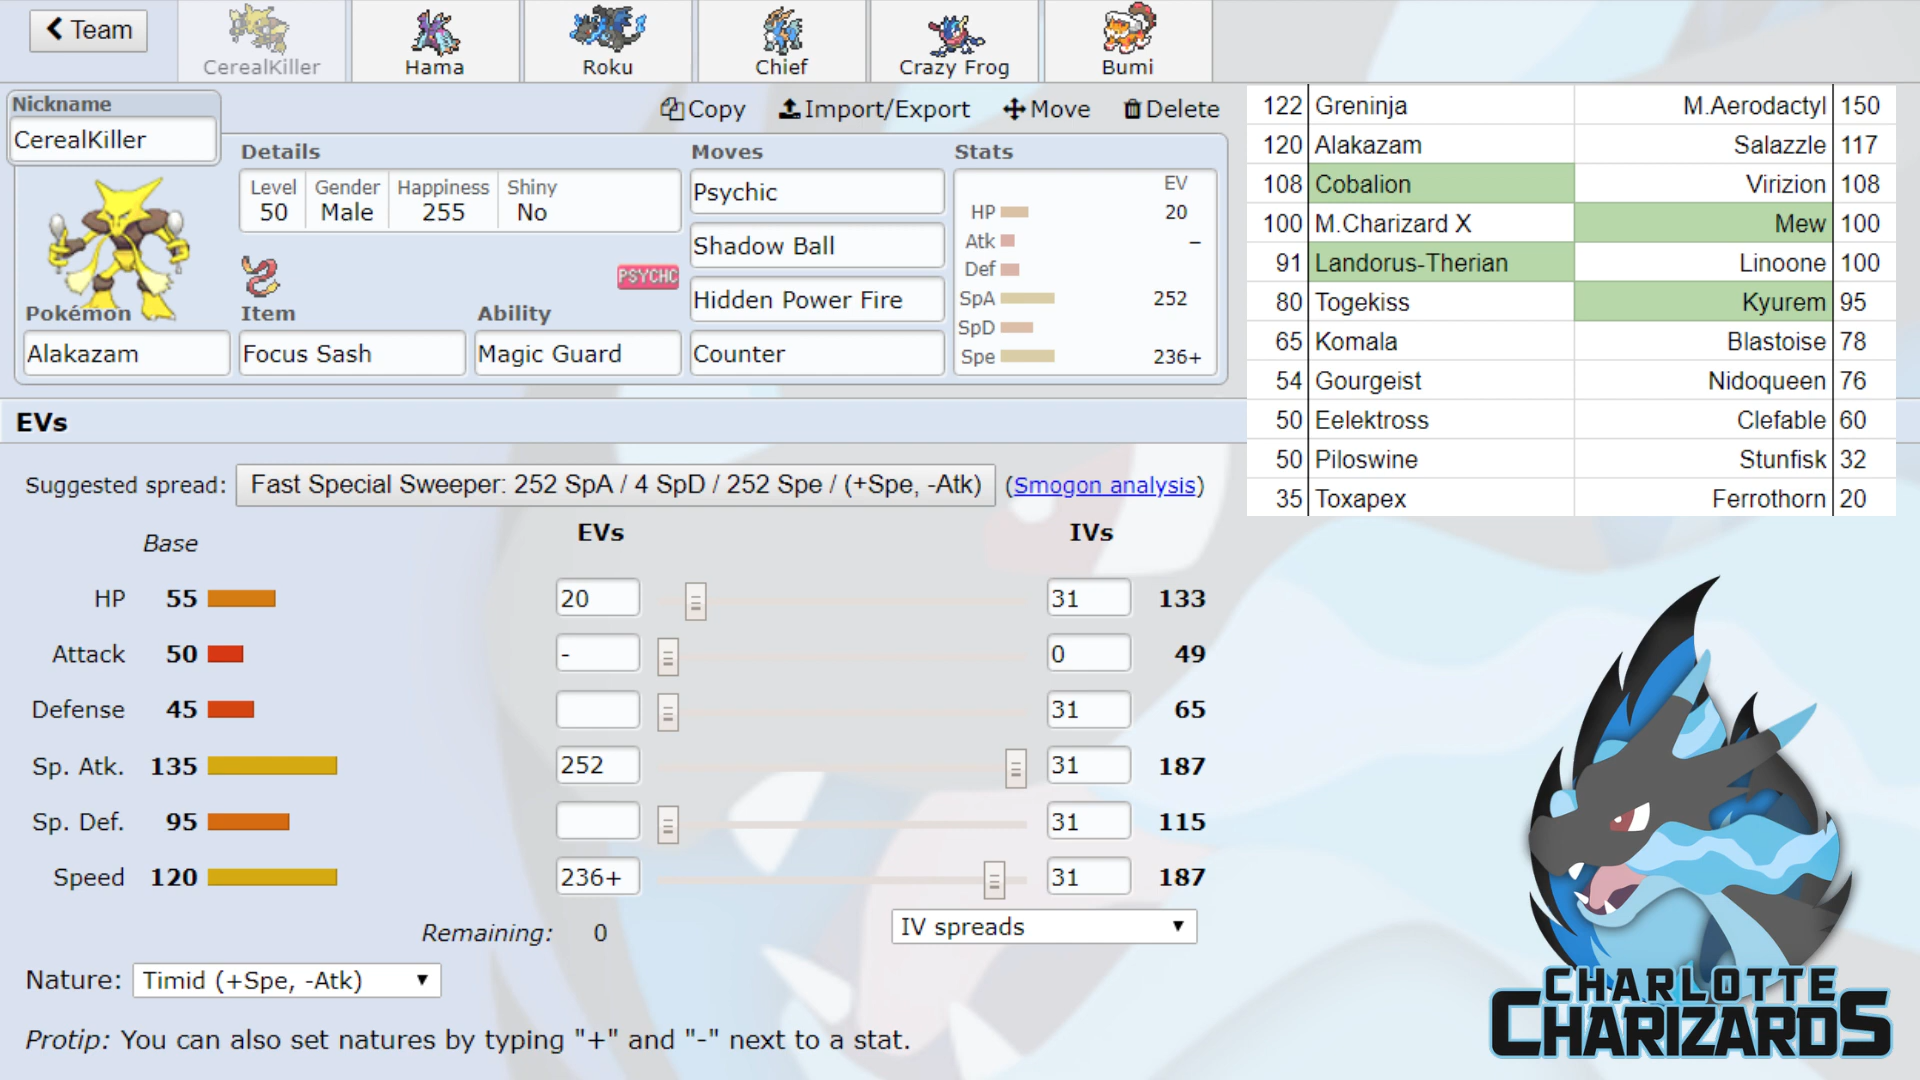 Team
CerealKiller
Hama
Roku
Chief
Crazy Frog
Bumi
Nickname
CerealKiller
Copy
Import/Export
Move
Delete
Details
Level Gender Happiness Shiny
50 Male 255 No
PSYCHC
Pokémon
Alakazam
Item
Focus Sash
Ability
Magic Guard
Moves
Psychic
Shadow Ball
Hidden Power Fire
Counter
Stats
EV
HP 20
Atk –
Def
SpA 252
SpD
Spe 236+
122 Greninja M.Aerodactyl 150
120 Alakazam Salazzle 117
108 Cobalion Virizion 108
100 M.Charizard X Mew 100
91 Landorus-Therian Linoone 100
80 Togekiss Kyurem 95
65 Komala Blastoise 78
54 Gourgeist Nidoqueen 76
50 Eelektross Clefable 60
50 Piloswine Stunfisk 32
35 Toxapex Ferrothorn 20
EVs
Suggested spread: Fast Special Sweeper: 252 SpA / 4 SpD / 252 Spe / (+Spe, -Atk) (Smogon analysis)
Base EVs IVs
HP 55 20 31 133
Attack 50 - 0 49
Defense 45 31 65
Sp. Atk. 135 252 31 187
Sp. Def. 95 31 115
Speed 120 236+ 31 187
Remaining: 0
IV spreads
Nature: Timid (+Spe, -Atk)
Protip: You can also set natures by typing "+" and "-" next to a stat.
CHARLOTTE
CHARIZARDS